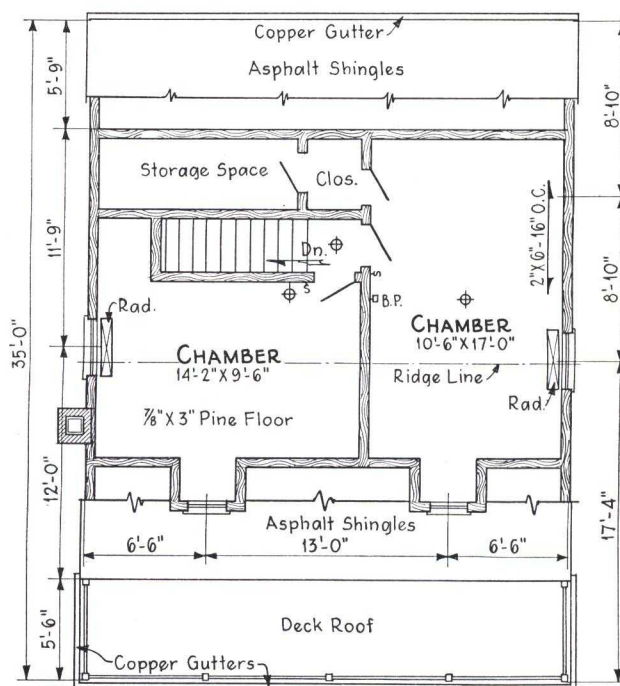 Copper Gutter
Asphalt Shingles
5'-9"
8'-10"
Storage Space
Clos.
11'-9"
2"X6"-16"O.C.
Dn.
8'-10"
S
S
B.P.
Rad.
35'-0"
CHAMBER
14'-2"X9'-6"
CHAMBER
10'-6"X17'-0"
Ridge Line
Rad.
7/8"X3" Pine Floor
12'-0"
17'-4"
Asphalt Shingles
6'-6"
13'-0"
6'-6"
5'-6"
Deck Roof
Copper Gutters